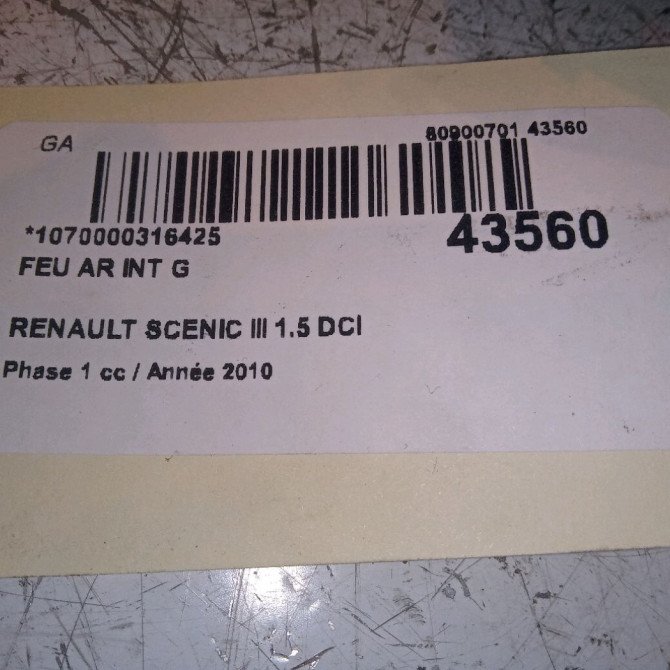 GA
80900701 43560
*1070000316425
43560
FEU AR INT G
RENAULT SCENIC III 1.5 DCI
Phase 1 cc / Année 2010